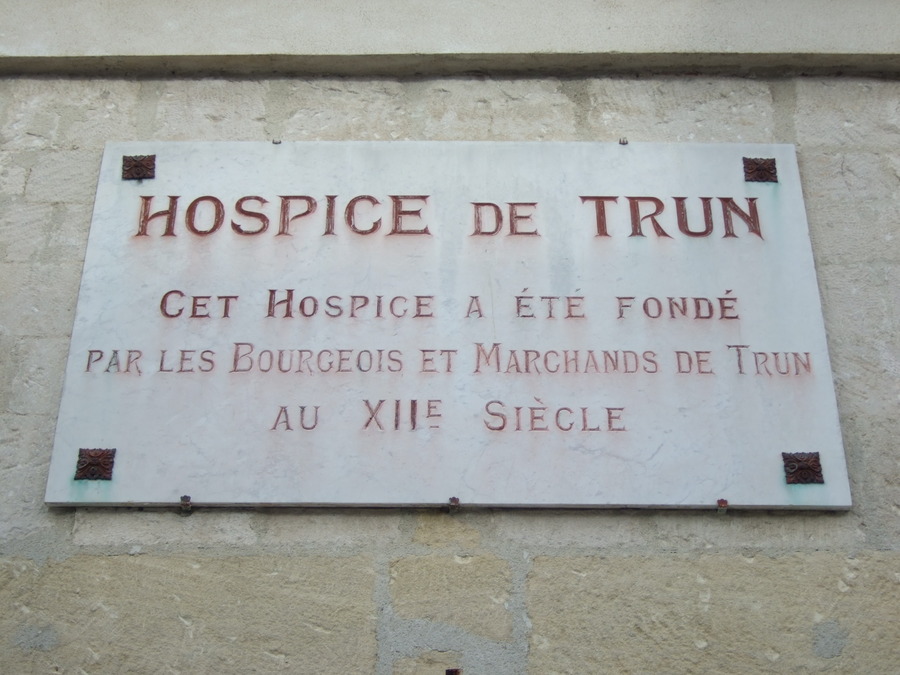 HOSPICE DE TRUN
CET HOSPICE A ÉTÉ FONDÉ
PAR LES BOURGEOIS ET MARCHANDS DE TRUN
AU XIIE SIÈCLE